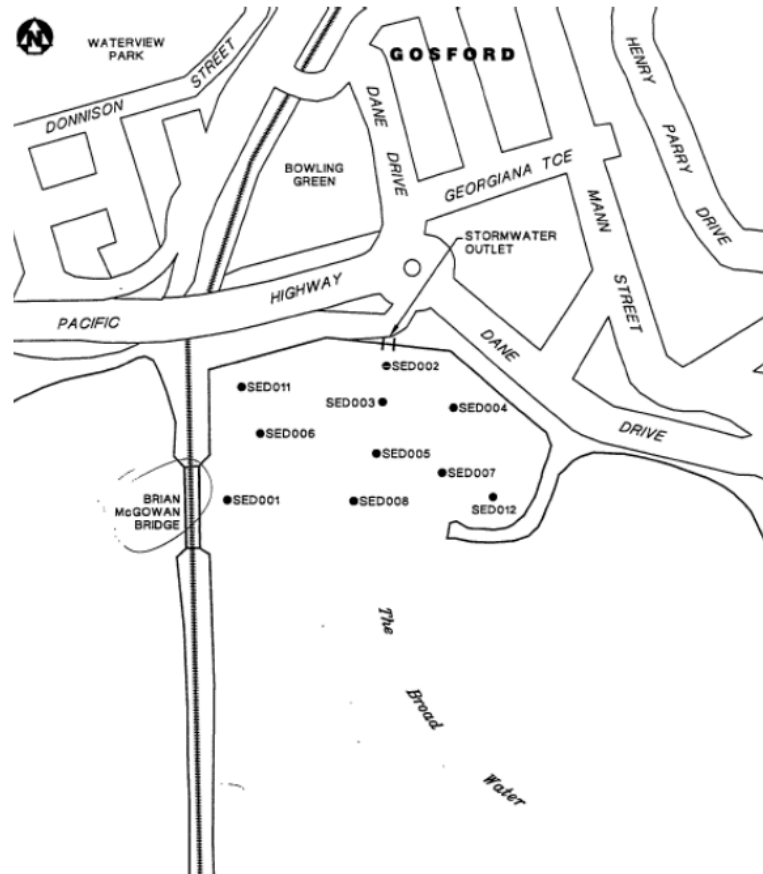 N
WATERVIEW
PARK
GOSFORD
HENRY
PARRY
DRIVE
DONNISON
STREET
DANE
DRIVE
BOWLING
GREEN
GEORGIANA TCE
MANN
STREET
STORMWATER
OUTLET
HIGHWAY
PACIFIC
DANE
DRIVE
SED002
SED011
SED003
SED004
SED006
SED005
SED007
BRIAN
McGOWAN
BRIDGE
SED001
SED008
SED012
The
Broad
Water